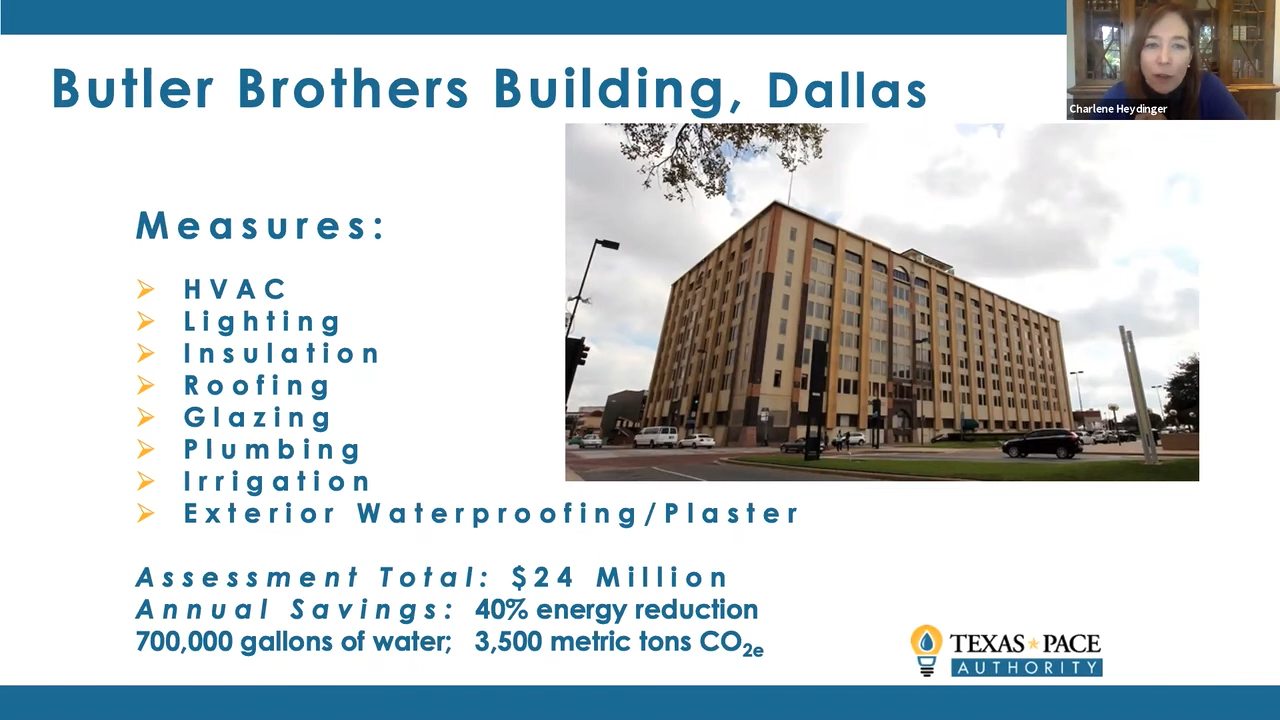 Butler Brothers Building, Dallas
Charlene Heydinger
Measures:
HVAC
Lighting
Insulation
Roofing
Glazing
Plumbing
Irrigation
Exterior Waterproofing/Plaster
Assessment Total: $24 Million
Annual Savings: 40% energy reduction
700,000 gallons of water; 3,500 metric tons CO2e
TEXAS PACE
AUTHORITY